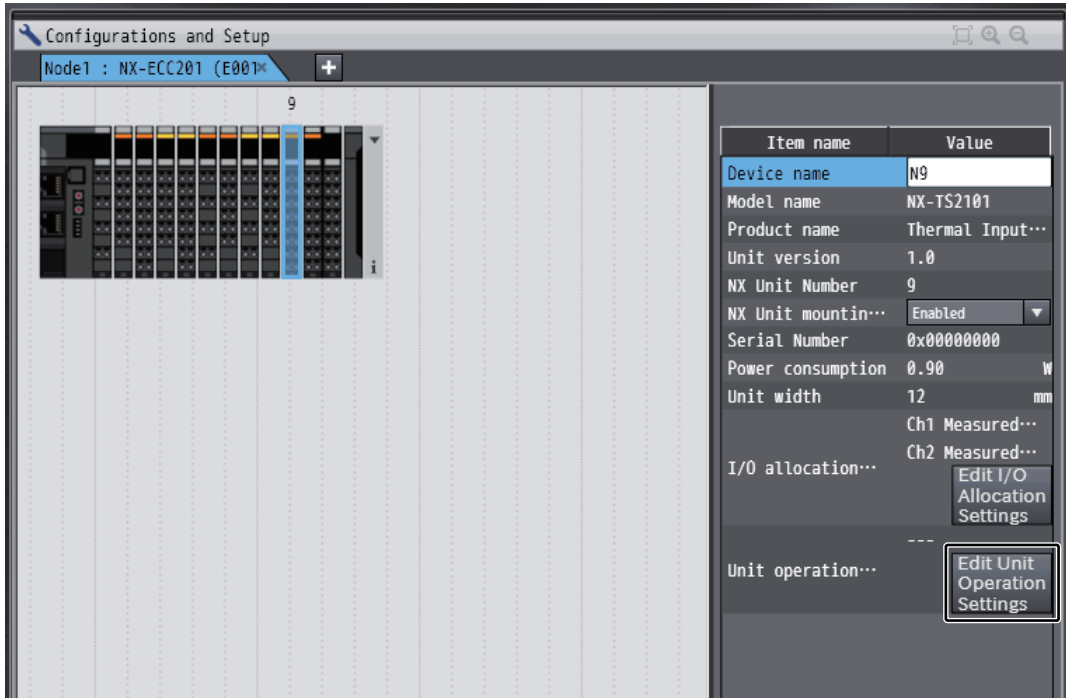 Configurations and Setup
Node1 : NX-ECC201 (E001
9
Item name Value
Device name N9
Model name NX-TS2101
Product name Thermal Input···
Unit version 1.0
NX Unit Number 9
NX Unit mountin··· Enabled
Serial Number 0x00000000
Power consumption 0.90 W
Unit width 12 mm
Ch1 Measured···
Ch2 Measured···
I/O allocation···
Edit I/O
Allocation
Settings
---
Unit operation···
Edit Unit
Operation
Settings
i